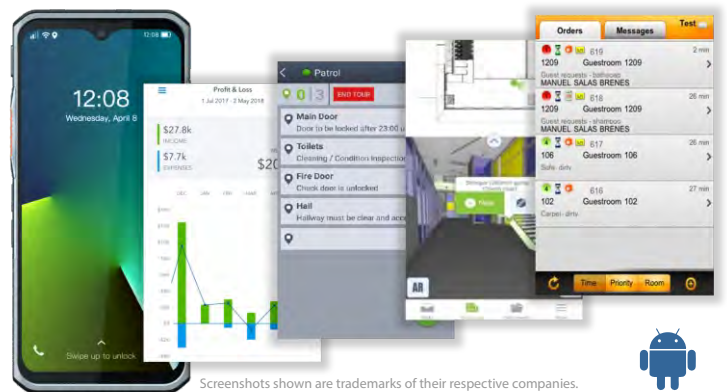 12:08
12:08
Wednesday, April 8
Swipe up to unlock
Profit & Loss
1 Jul 2017 - 2 May 2018
$27.8k
INCOME
$7.7k
EXPENSES
$20
Patrol
0 | 3
END TOUR
Main Door
Door to be locked after 23:00
Toilets
Cleaning / Condition Inspection
Fire Door
Check door is unlocked
Hall
Hallway must be clear and
AR
Orders
Messages
Test
619
2 min
1209
Guestroom 1209
Guest requests - bathrobe
MANUEL SALAS BRENES
618
26 min
1209
Guestroom 1209
Guest requests - shampoo
MANUEL SALAS BRENES
617
26 min
106
Guestroom 106
Sofa - dirty
616
27 min
102
Guestroom 102
Carpet - dirty
Time
Priority
Room
Screenshots shown are trademarks of their respective companies.